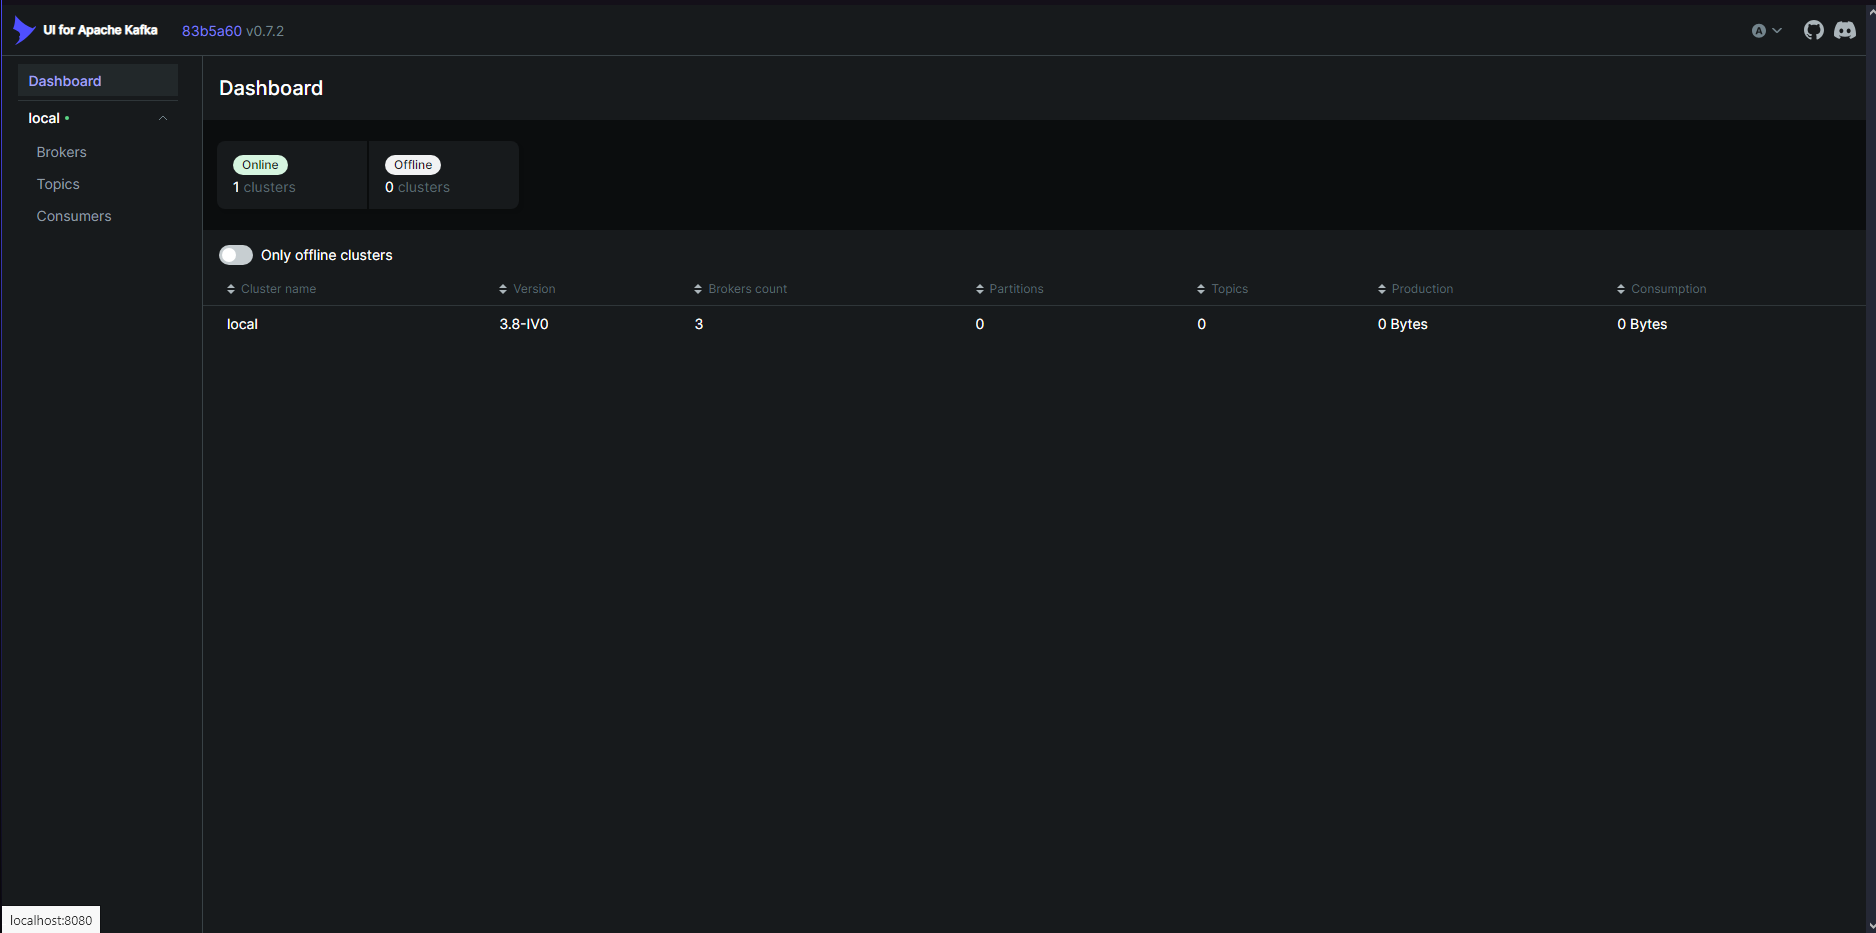 UI for Apache Kafka 83b5a60 v0.7.2 A
Dashboard
local
Brokers
Topics
Consumers
Dashboard
Online
1 clusters
Offline
0 clusters
Only offline clusters
Cluster name Version Brokers count Partitions Topics Production Consumption
local 3.8-IV0 3 0 0 0 Bytes 0 Bytes
localhost:8080